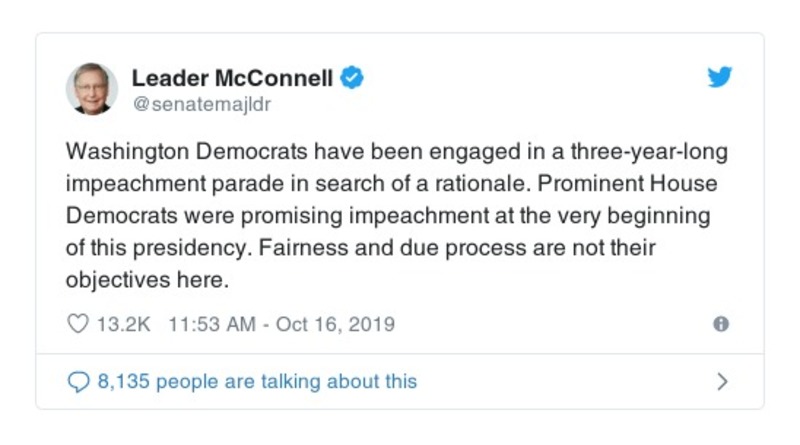 Leader McConnell
@senatemajldr
Washington Democrats have been engaged in a three-year-long
impeachment parade in search of a rationale. Prominent House
Democrats were promising impeachment at the very beginning
of this presidency. Fairness and due process are not their
objectives here.
13.2K 11:53 AM - Oct 16, 2019
8,135 people are talking about this